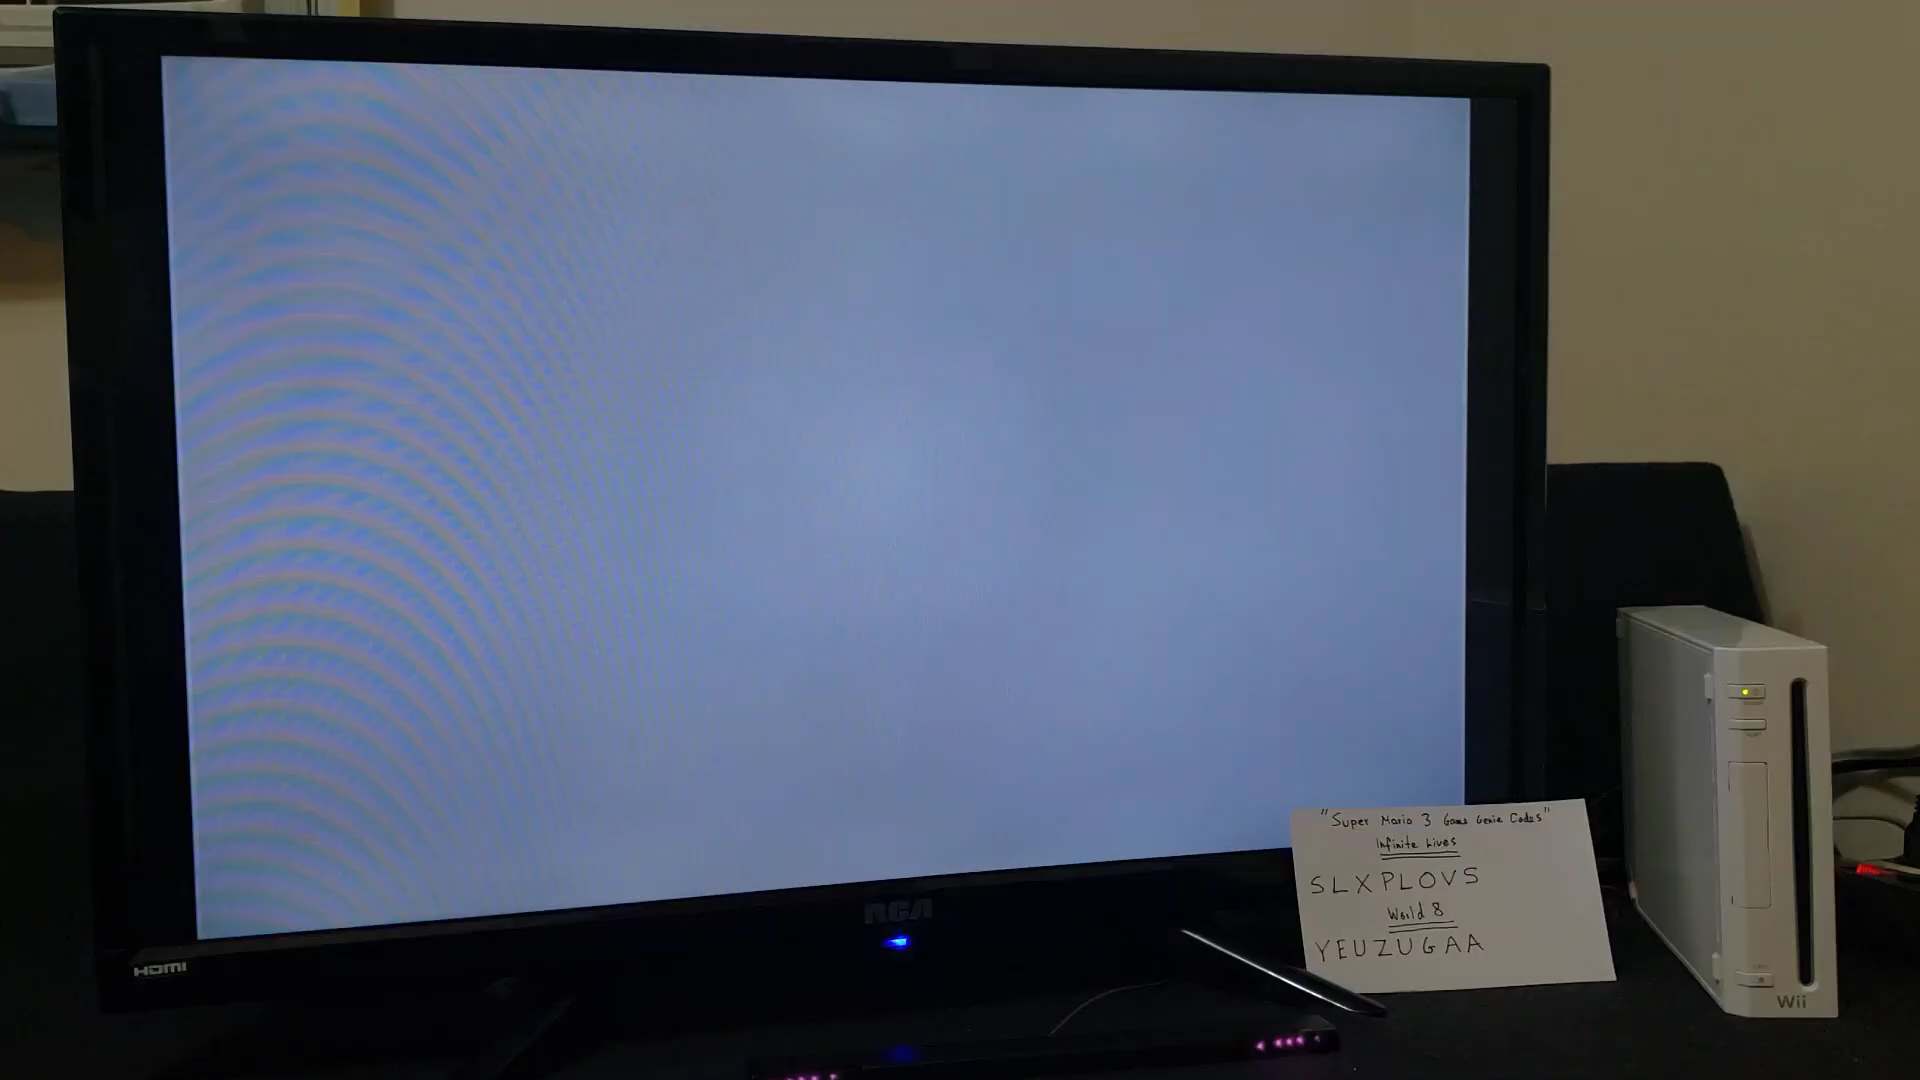 RCA
HDMI
"Super Mario 3 Game Genie Codes"
Infinite Lives
SLXPLOVS
World 8
YEUZUGAA
Wii